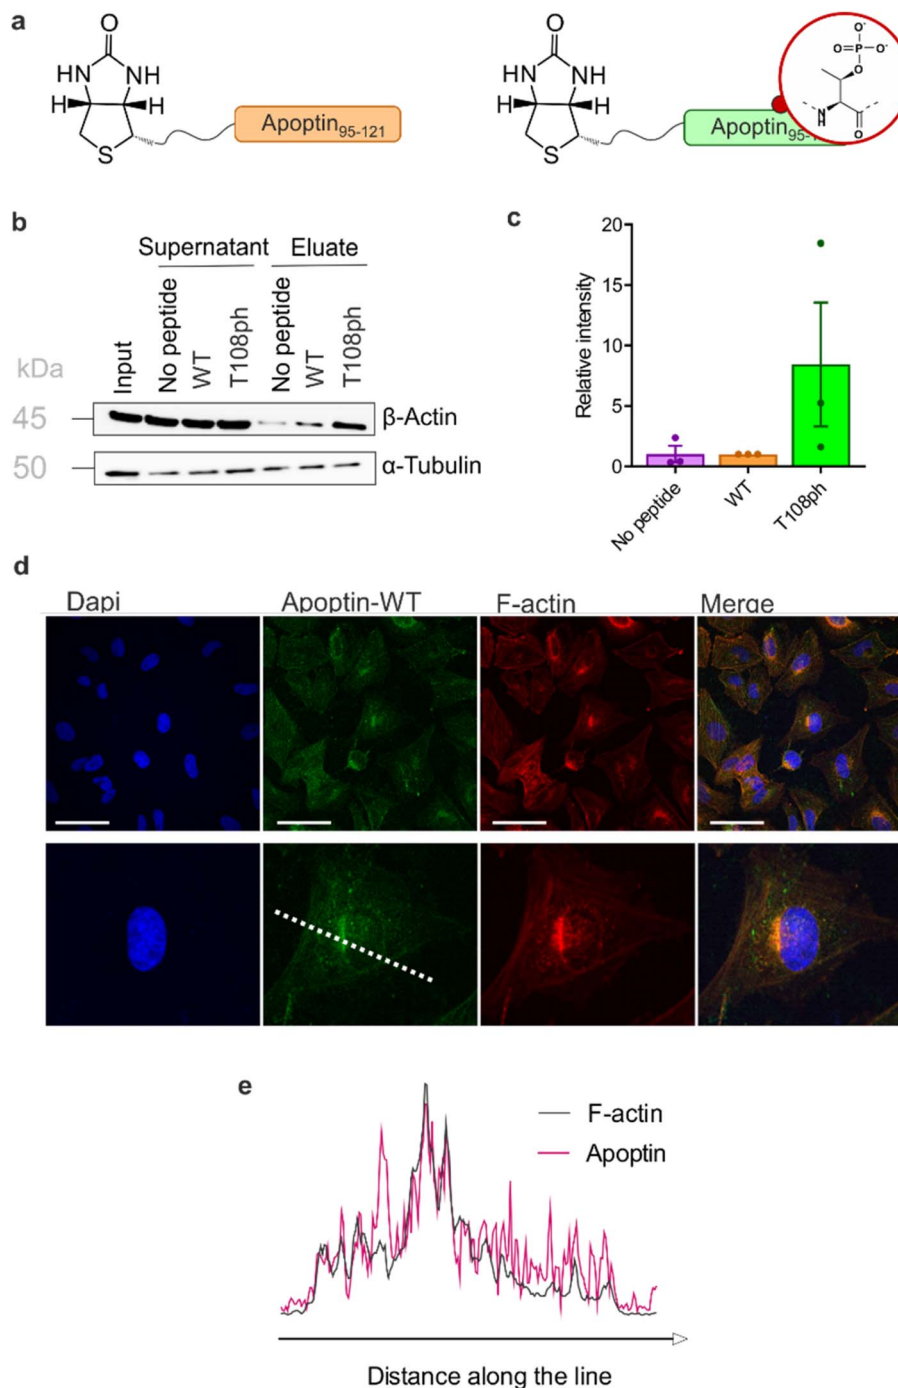 a
O
HN
NH
H
H
S
Apoptin95-121
O
HN
NH
H
H
S
Apoptin95-1
O-
O=P-O-
O
N
H
O
b
Supernatant
Eluate
kDa
Input
No peptide
WT
T108ph
No peptide
WT
T108ph
45
β-Actin
50
α-Tubulin
c
Relative intensity
20
15
10
5
0
No peptide
WT
T108ph
d
Dapi
Apoptin-WT
F-actin
Merge
e
F-actin
Apoptin
Distance along the line